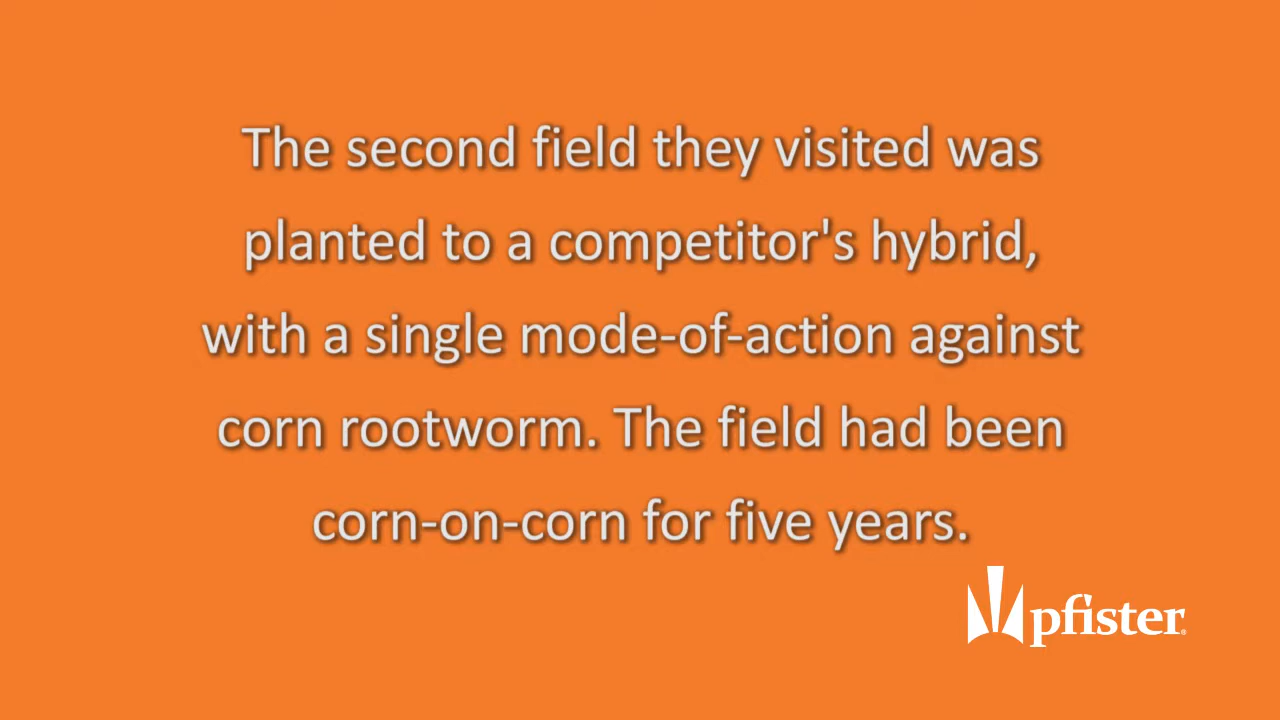 The second field they visited was
planted to a competitor's hybrid,
with a single mode-of-action against
corn rootworm. The field had been
corn-on-corn for five years.
pfister®